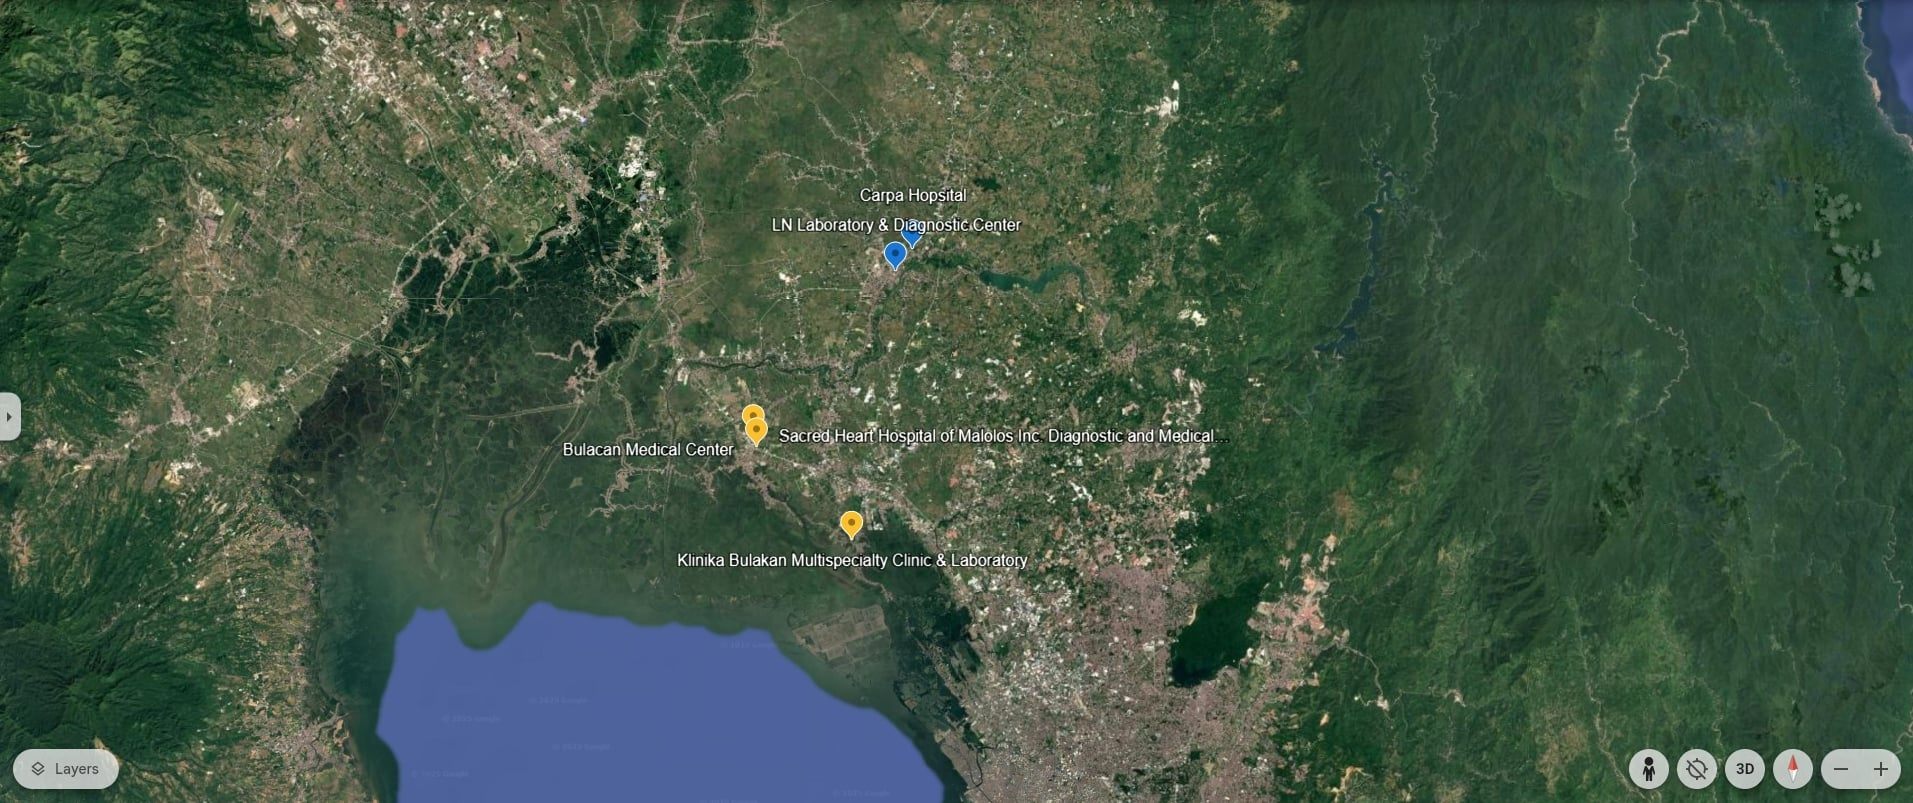 Carpa Hopsital
LN Laboratory & Diagnostic Center
Sacred Heart Hospital of Malolos Inc. Diagnostic and Medical...
Bulacan Medical Center
Klinika Bulakan Multispecialty Clinic & Laboratory
Layers
3D